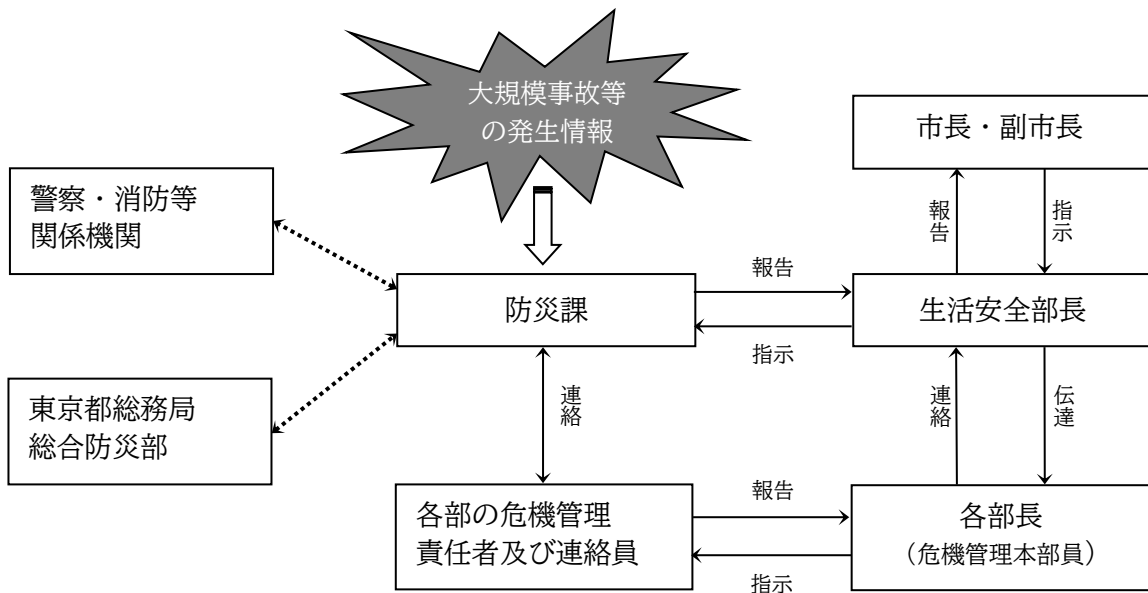 大規模事故等
の発生情報
市長・副市長
警察・消防等
関係機関
報告
指示
報告
防災課
生活安全部長
指示
東京都総務局
総合防災部
連絡
連絡
伝達
報告
各部の危機管理
責任者及び連絡員
各部長
（危機管理本部員）
指示